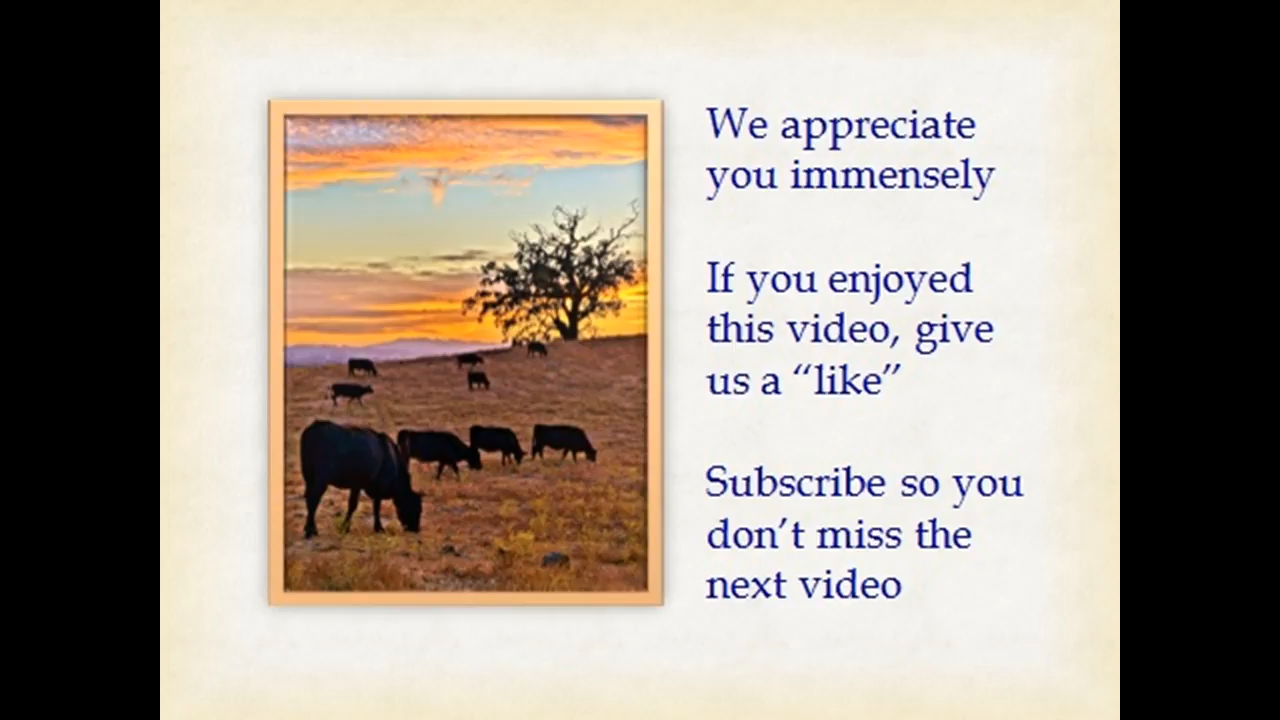 We appreciate
you immensely
If you enjoyed
this video, give
us a “like”
Subscribe so you
don’t miss the
next video